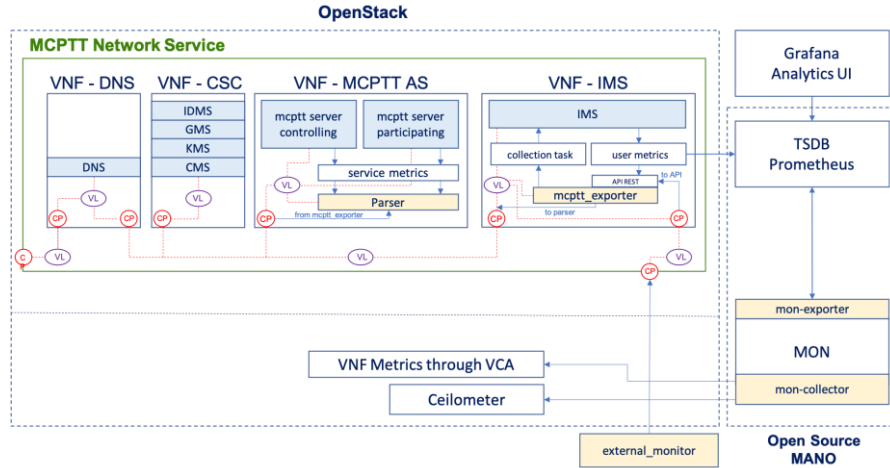 OpenStack
MCPTT Network Service
VNF - DNS
VNF - CSC
VNF - MCPTT AS
VNF - IMS
Grafana
Analytics UI
IDMS
GMS
KMS
CMS
DNS
mcptt server
controlling
mcptt server
participating
IMS
collection task
user metrics
service metrics
API REST
to API
TSDB
Prometheus
Parser
mcptt_exporter
VL
VL
VL
VL
VL
from mcptt_exporter
to parser
CP
CP
CP
CP
CP
CP
CP
VL
VL
VL
CP
mon-exporter
MON
mon-collector
VNF Metrics through VCA
Ceilometer
external_monitor
Open Source
MANO